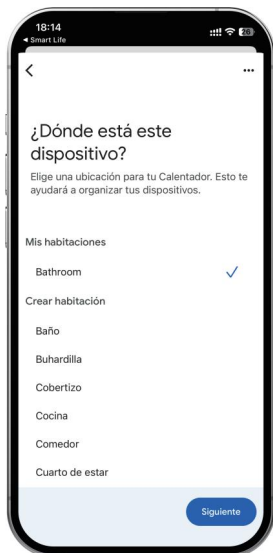 18:14
26
◀ Smart Life
¿Dónde está este
dispositivo?
Elige una ubicación para tu Calentador. Esto te
ayudará a organizar tus dispositivos.
Mis habitaciones
Bathroom
Crear habitación
Baño
Buhardilla
Cobertizo
Cocina
Comedor
Cuarto de estar
Siguiente